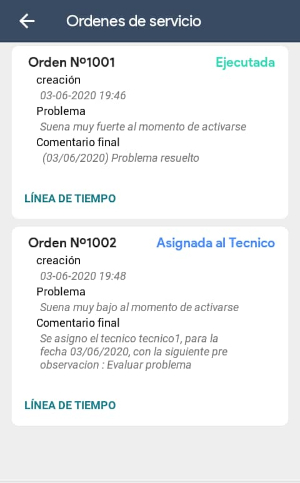 Ordenes de servicio
Orden Nº1001 Ejecutada
creación
03-06-2020 19:46
Problema
Suena muy fuerte al momento de activarse
Comentario final
(03/06/2020) Problema resuelto
LÍNEA DE TIEMPO
Orden Nº1002 Asignada al Tecnico
creación
03-06-2020 19:48
Problema
Suena muy bajo al momento de activarse
Comentario final
Se asigno el tecnico tecnico1, para la
fecha 03/06/2020, con la siguiente pre
observacion : Evaluar problema
LÍNEA DE TIEMPO